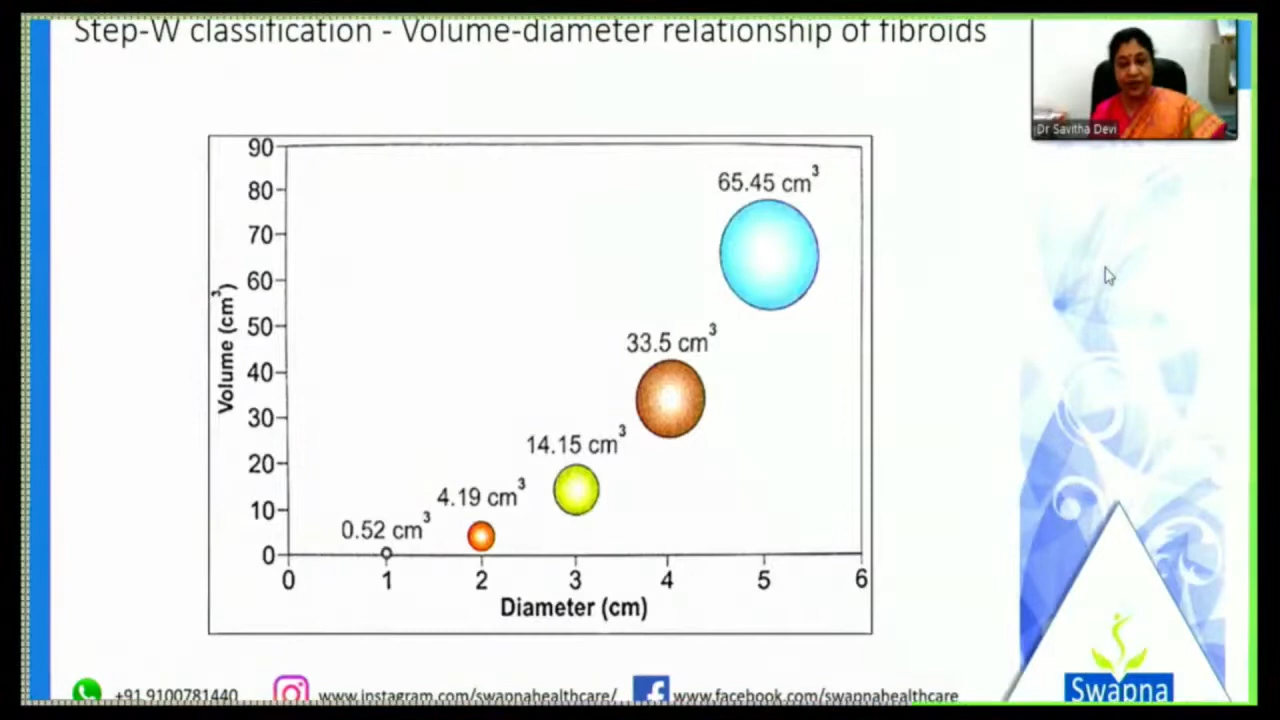 Step-W classification - Volume-diameter relationship of fibroids
Dr Savitha Devi
90
80
70
60
50
40
30
20
10
0
Volume (cm³)
65.45 cm³
33.5 cm³
14.15 cm³
4.19 cm³
0.52 cm³
0 1 2 3 4 5 6
Diameter (cm)
+91 9100781440 www.instagram.com/swapnahealthcare/ www.facebook.com/swapnahealthcare
Swapna